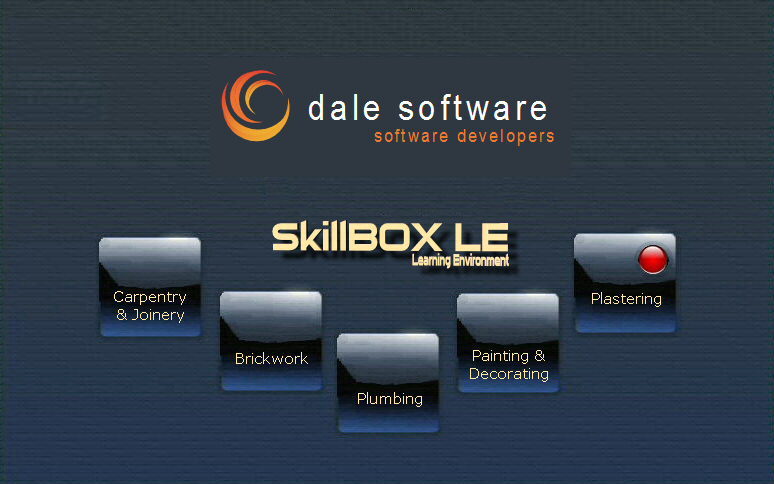 dale software
software developers
SkillBOX LE
Learning Environment
Carpentry
& Joinery
Brickwork
Plumbing
Painting &
Decorating
Plastering